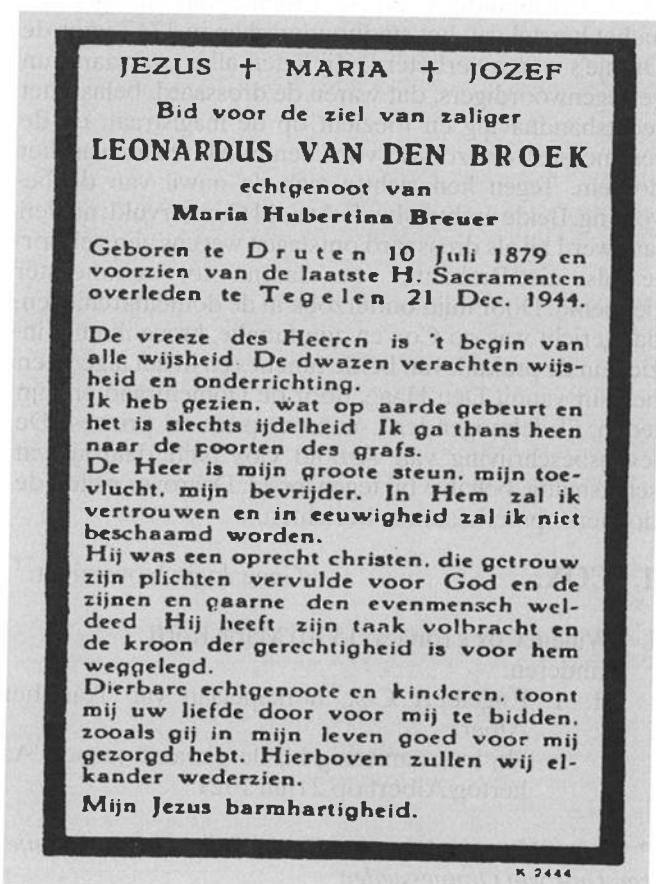 JEZUS † MARIA † JOZEF
Bid voor de ziel van zaliger
LEONARDUS VAN DEN BROEK
echtgenoot van
Maria Hubertina Breuer
Geboren te Druten 10 Juli 1879 en
voorzien van de laatste H. Sacramenten
overleden te Tegelen 21 Dec. 1944.
De vreeze des Heeren is 't begin van
alle wijsheid. De dwazen verachten wijs-
heid en onderrichting.
Ik heb gezien, wat op aarde gebeurt en
het is slechts ijdelheid Ik ga thans heen
naar de poorten des grafs.
De Heer is mijn groote steun, mijn toe-
vlucht, mijn bevrijder. In Hem zal ik
vertrouwen en in eeuwigheid zal ik niet
beschaamd worden.
Hij was een oprecht christen, die getrouw
zijn plichten vervulde voor God en de
zijnen en gaarne den evenmensch wel-
deed Hij heeft zijn taak volbracht en
de kroon der gerechtigheid is voor hem
weggelegd.
Dierbare echtgenoote en kinderen, toont
mij uw liefde door voor mij te bidden,
zooals gij in mijn leven goed voor mij
gezorgd hebt. Hierboven zullen wij el-
kander wederzien.
Mijn Jezus barmhartigheid.
K 2444